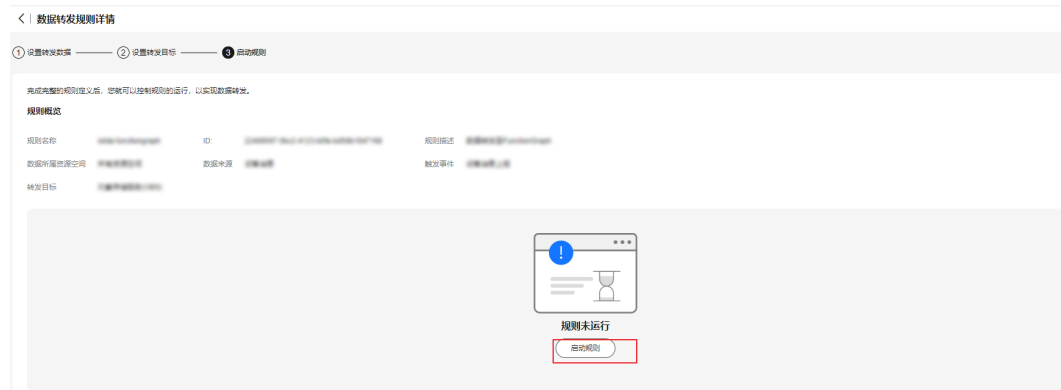 数据转发规则详情
1 设置转发数据 2 设置转发目标 3 启动规则
完成完整的规则定义后，您就可以控制规则的运行，以实现数据转发。
规则概览
规则名称 ID: 规则描述
数据所属资源空间 数据来源 触发事件
转发目标
规则未运行
启动规则